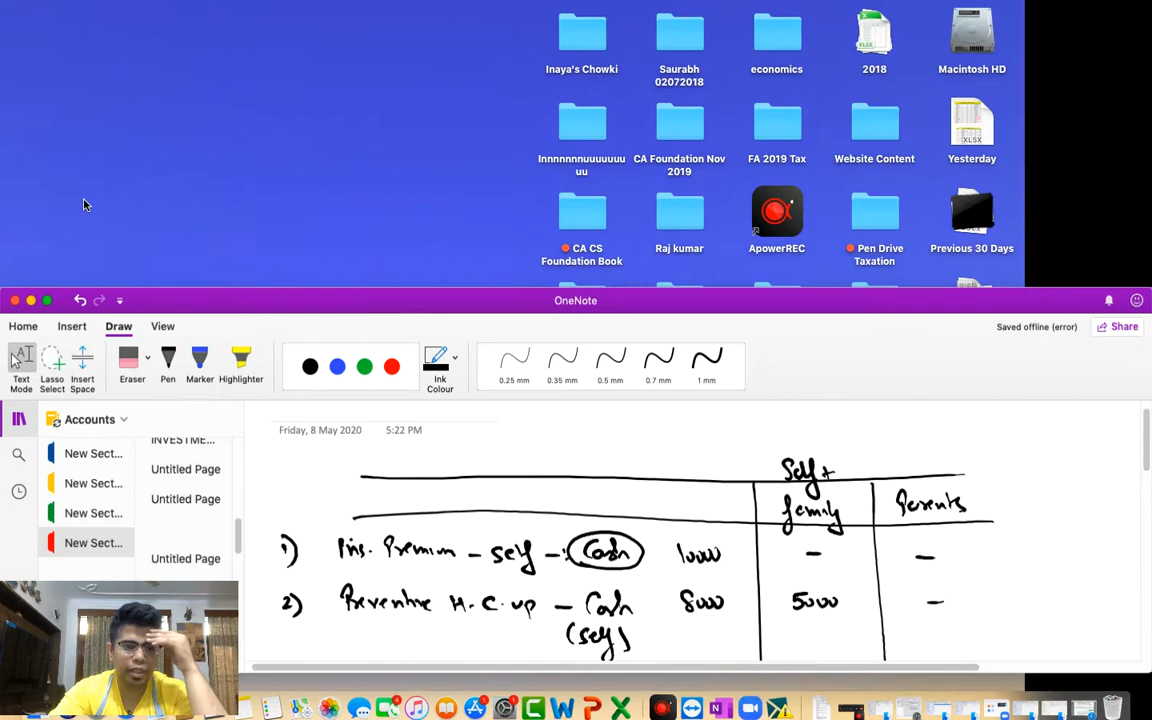 Inaya's Chowki
Saurabh 02072018
economics
2018
Macintosh HD
Innnnnnnuuuuuuu
uu
CA Foundation Nov
2019
FA 2019 Tax
Website Content
Yesterday
CA CS
Foundation Book
Raj kumar
ApowerREC
Pen Drive
Taxation
Previous 30 Days
OneNote
Home Insert Draw View
Saved offline (error) Share
Text Mode
Lasso Select
Insert Space
Eraser
Pen
Marker
Highlighter
Ink Colour
0.25 mm 0.35 mm 0.5 mm 0.7 mm 1 mm
Accounts
INVESTME...
New Sect...
Untitled Page
New Sect...
Untitled Page
New Sect...
New Sect...
Untitled Page
Friday, 8 May 2020 5:22 PM
Self +
family Parents
1) Ins. Premium - self - Cash 10000 - -
2) Preventive H.C.up - Cash 8000 5000 -
(self)